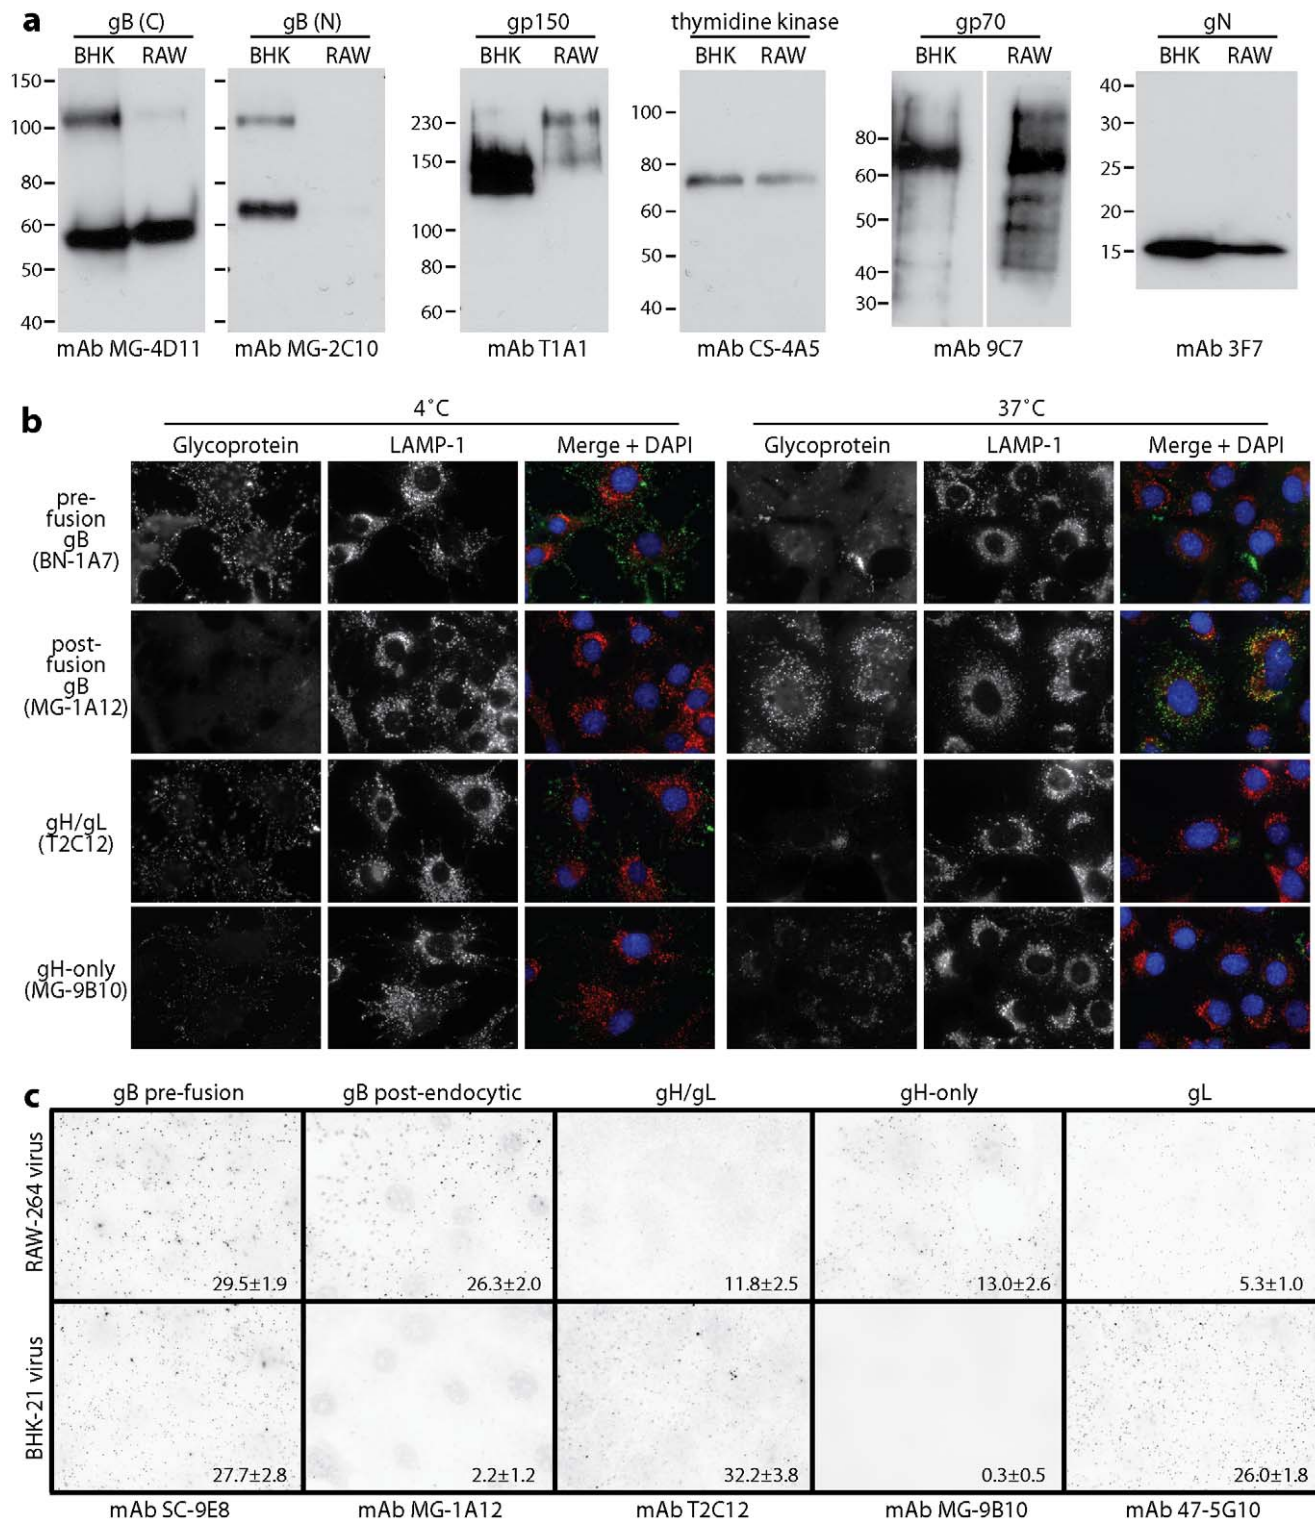 a
gB (C) gB (N) gp150 thymidine kinase gp70 gN
BHK RAW BHK RAW BHK RAW BHK RAW BHK RAW BHK RAW
150
100
80
60
50
40
230
150
100
80
60
100
80
60
50
40
80
60
50
40
30
40
30
25
20
15
mAb MG-4D11 mAb MG-2C10 mAb T1A1 mAb CS-4A5 mAb 9C7 mAb 3F7
b
4˚C 37˚C
Glycoprotein LAMP-1 Merge + DAPI Glycoprotein LAMP-1 Merge + DAPI
pre-
fusion
gB
(BN-1A7)
post-
fusion
gB
(MG-1A12)
gH/gL
(T2C12)
gH-only
(MG-9B10)
c
gB pre-fusion gB post-endocytic gH/gL gH-only gL
RAW-264 virus
29.5±1.9 26.3±2.0 11.8±2.5 13.0±2.6 5.3±1.0
BHK-21 virus
27.7±2.8 2.2±1.2 32.2±3.8 0.3±0.5 26.0±1.8
mAb SC-9E8 mAb MG-1A12 mAb T2C12 mAb MG-9B10 mAb 47-5G10